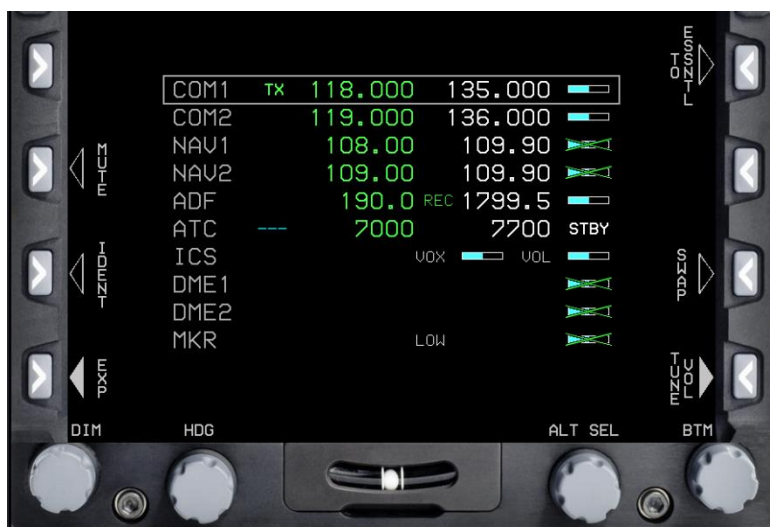 TO ESSNTL
COM1 TX 118.000 135.000
COM2 119.000 136.000
NAV1 108.00 109.90
MUTE
NAV2 109.00 109.90
ADF 190.0 REC 1799.5
ATC --- 7000 7700 STBY
IDENT
ICS VOX VOL
SWAP
DME1
DME2
MKR LOW
EXP
TUNE VOL
DIM HDG ALT SEL BTM